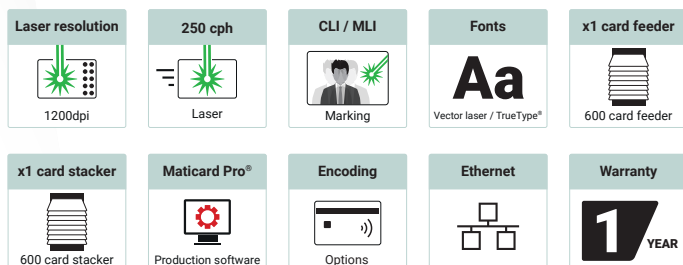 Laser resolution
1200dpi
250 cph
Laser
CLI / MLI
Marking
Fonts
Aa
Vector laser / TrueType®
x1 card feeder
600 card feeder
x1 card stacker
600 card stacker
Maticard Pro®
Production software
Encoding
Options
Ethernet
Warranty
1 YEAR